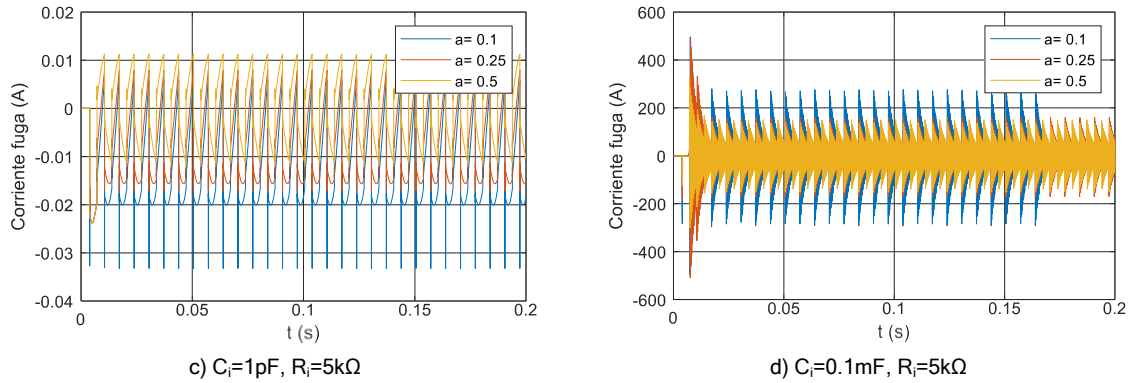 0.02
0.01
0
-0.01
-0.02
-0.03
-0.04
Corriente fuga (A)
a= 0.1
a= 0.25
a= 0.5
0
0.05
0.1
0.15
0.2
t (s)
c) Ci=1pF, Ri=5kΩ
600
400
200
0
-200
-400
-600
Corriente fuga (A)
a= 0.1
a= 0.25
a= 0.5
0
0.05
0.1
0.15
0.2
t (s)
d) Ci=0.1mF, Ri=5kΩ